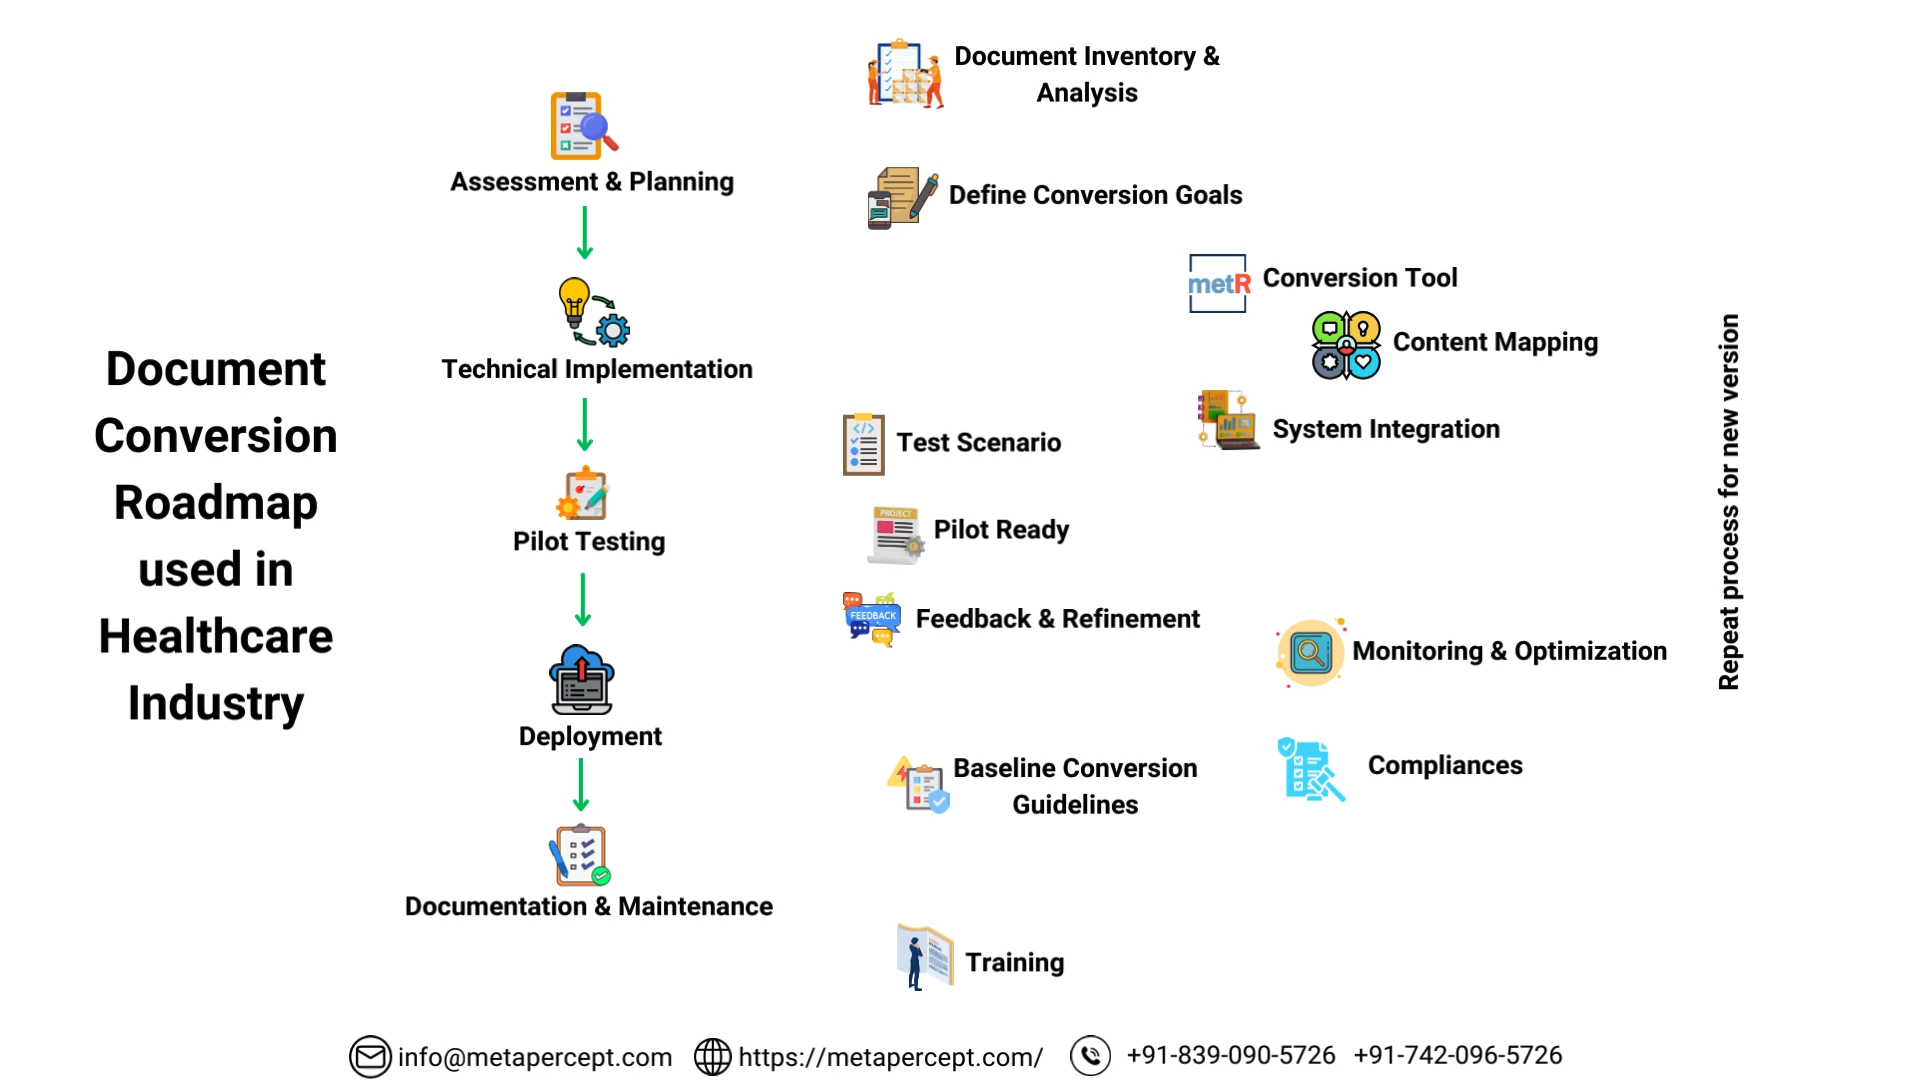 Document
Conversion
Roadmap
used in
Healthcare
Industry
Assessment & Planning
Technical Implementation
Pilot Testing
Deployment
Documentation & Maintenance
Document Inventory &
Analysis
Define Conversion Goals
metR
Conversion Tool
Content Mapping
System Integration
</>
Test Scenario
PROJECT
Pilot Ready
FEEDBACK
Feedback & Refinement
Monitoring & Optimization
Baseline Conversion
Guidelines
Compliances
Training
Repeat process for new version
info@metapercept.com
https://metapercept.com/
+91-839-090-5726 +91-742-096-5726